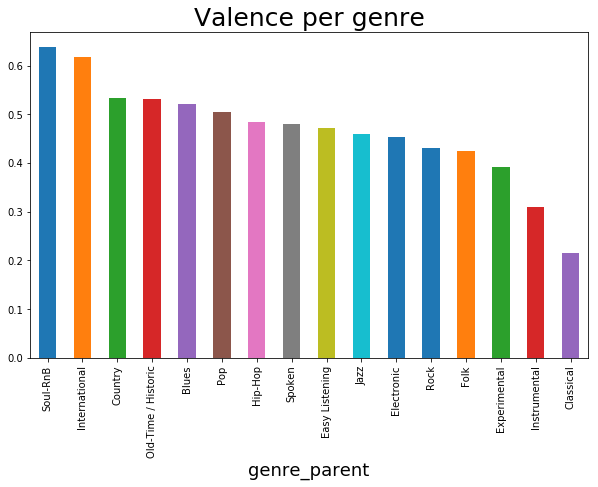 Valence per genre
0.6
0.5
0.4
0.3
0.2
0.1
0.0
Soul-RnB
International
Country
Old-Time / Historic
Blues
Pop
Hip-Hop
Spoken
Easy Listening
Jazz
Electronic
Rock
Folk
Experimental
Instrumental
Classical
genre_parent